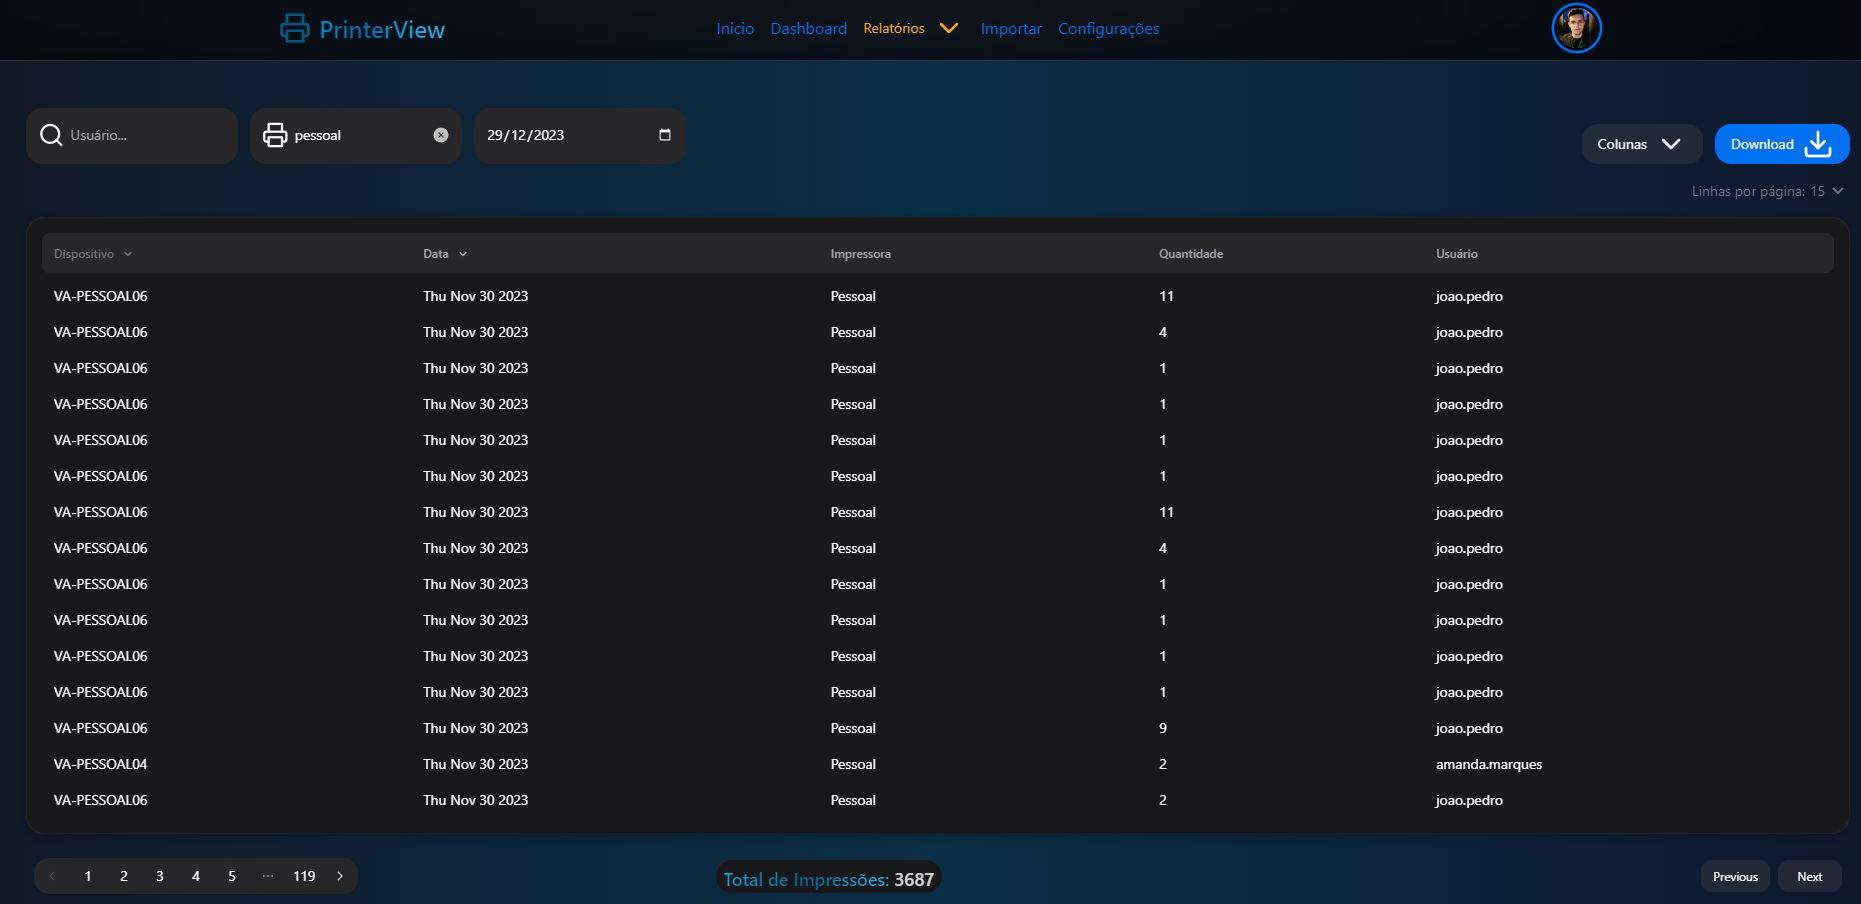 PrinterView
Inicio Dashboard Relatórios Importar Configurações
Usuário... pessoal 29/12/2023
Colunas Download
Linhas por página: 15
Dispositivo Data Impressora Quantidade Usuário
VA-PESSOAL06 Thu Nov 30 2023 Pessoal 11 joao.pedro
VA-PESSOAL06 Thu Nov 30 2023 Pessoal 4 joao.pedro
VA-PESSOAL06 Thu Nov 30 2023 Pessoal 1 joao.pedro
VA-PESSOAL06 Thu Nov 30 2023 Pessoal 1 joao.pedro
VA-PESSOAL06 Thu Nov 30 2023 Pessoal 1 joao.pedro
VA-PESSOAL06 Thu Nov 30 2023 Pessoal 1 joao.pedro
VA-PESSOAL06 Thu Nov 30 2023 Pessoal 11 joao.pedro
VA-PESSOAL06 Thu Nov 30 2023 Pessoal 4 joao.pedro
VA-PESSOAL06 Thu Nov 30 2023 Pessoal 1 joao.pedro
VA-PESSOAL06 Thu Nov 30 2023 Pessoal 1 joao.pedro
VA-PESSOAL06 Thu Nov 30 2023 Pessoal 1 joao.pedro
VA-PESSOAL06 Thu Nov 30 2023 Pessoal 1 joao.pedro
VA-PESSOAL06 Thu Nov 30 2023 Pessoal 9 joao.pedro
VA-PESSOAL04 Thu Nov 30 2023 Pessoal 2 amanda.marques
VA-PESSOAL06 Thu Nov 30 2023 Pessoal 2 joao.pedro
1 2 3 4 5 ... 119
Total de Impressões: 3687
Previous Next